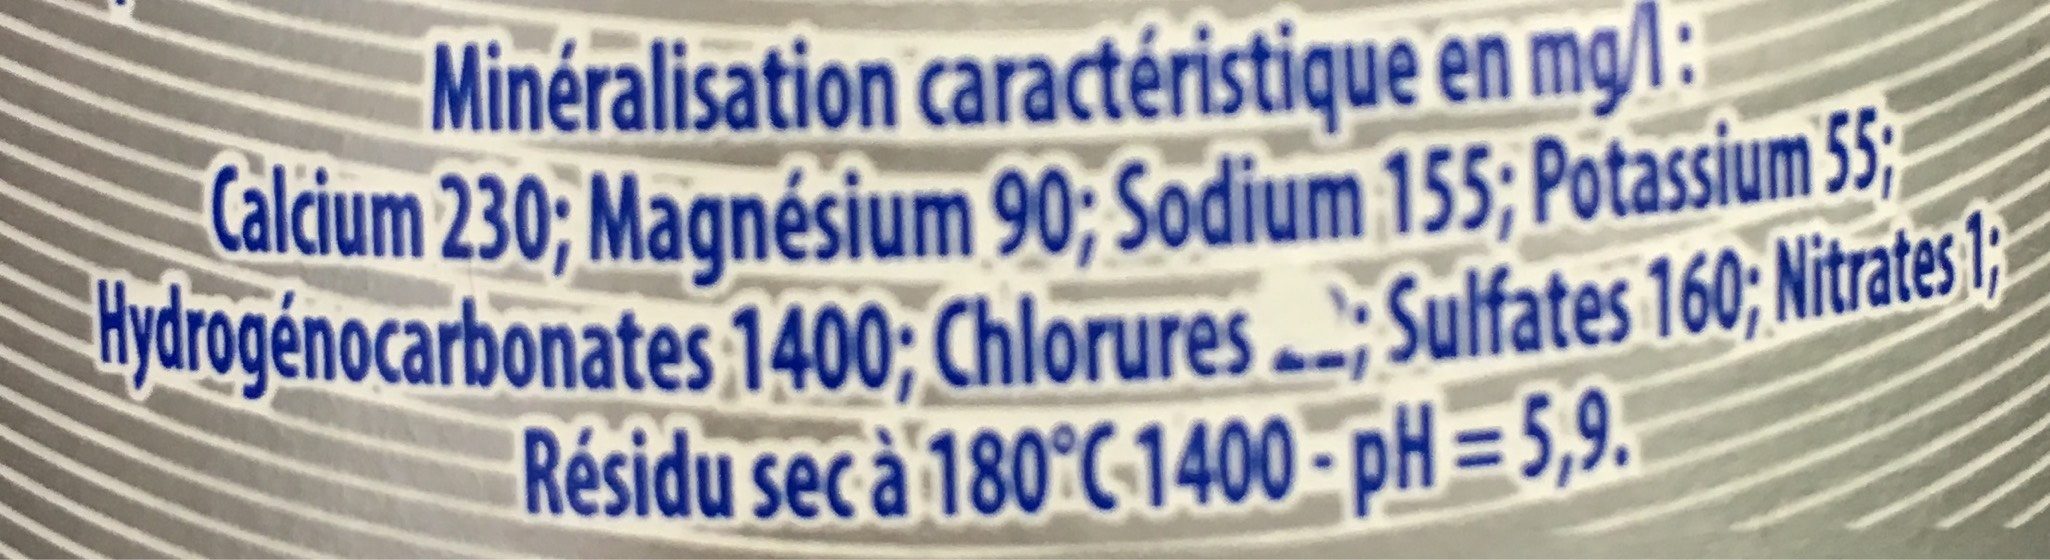 Minéralisation caractéristique en mg/l :
Calcium 230; Magnésium 90; Sodium 155; Potassium 55;
Hydrogénocarbonates 1400; Chlorures ; Sulfates 160; Nitrates 1;
Résidu sec à 180°C 1400 - pH = 5,9.